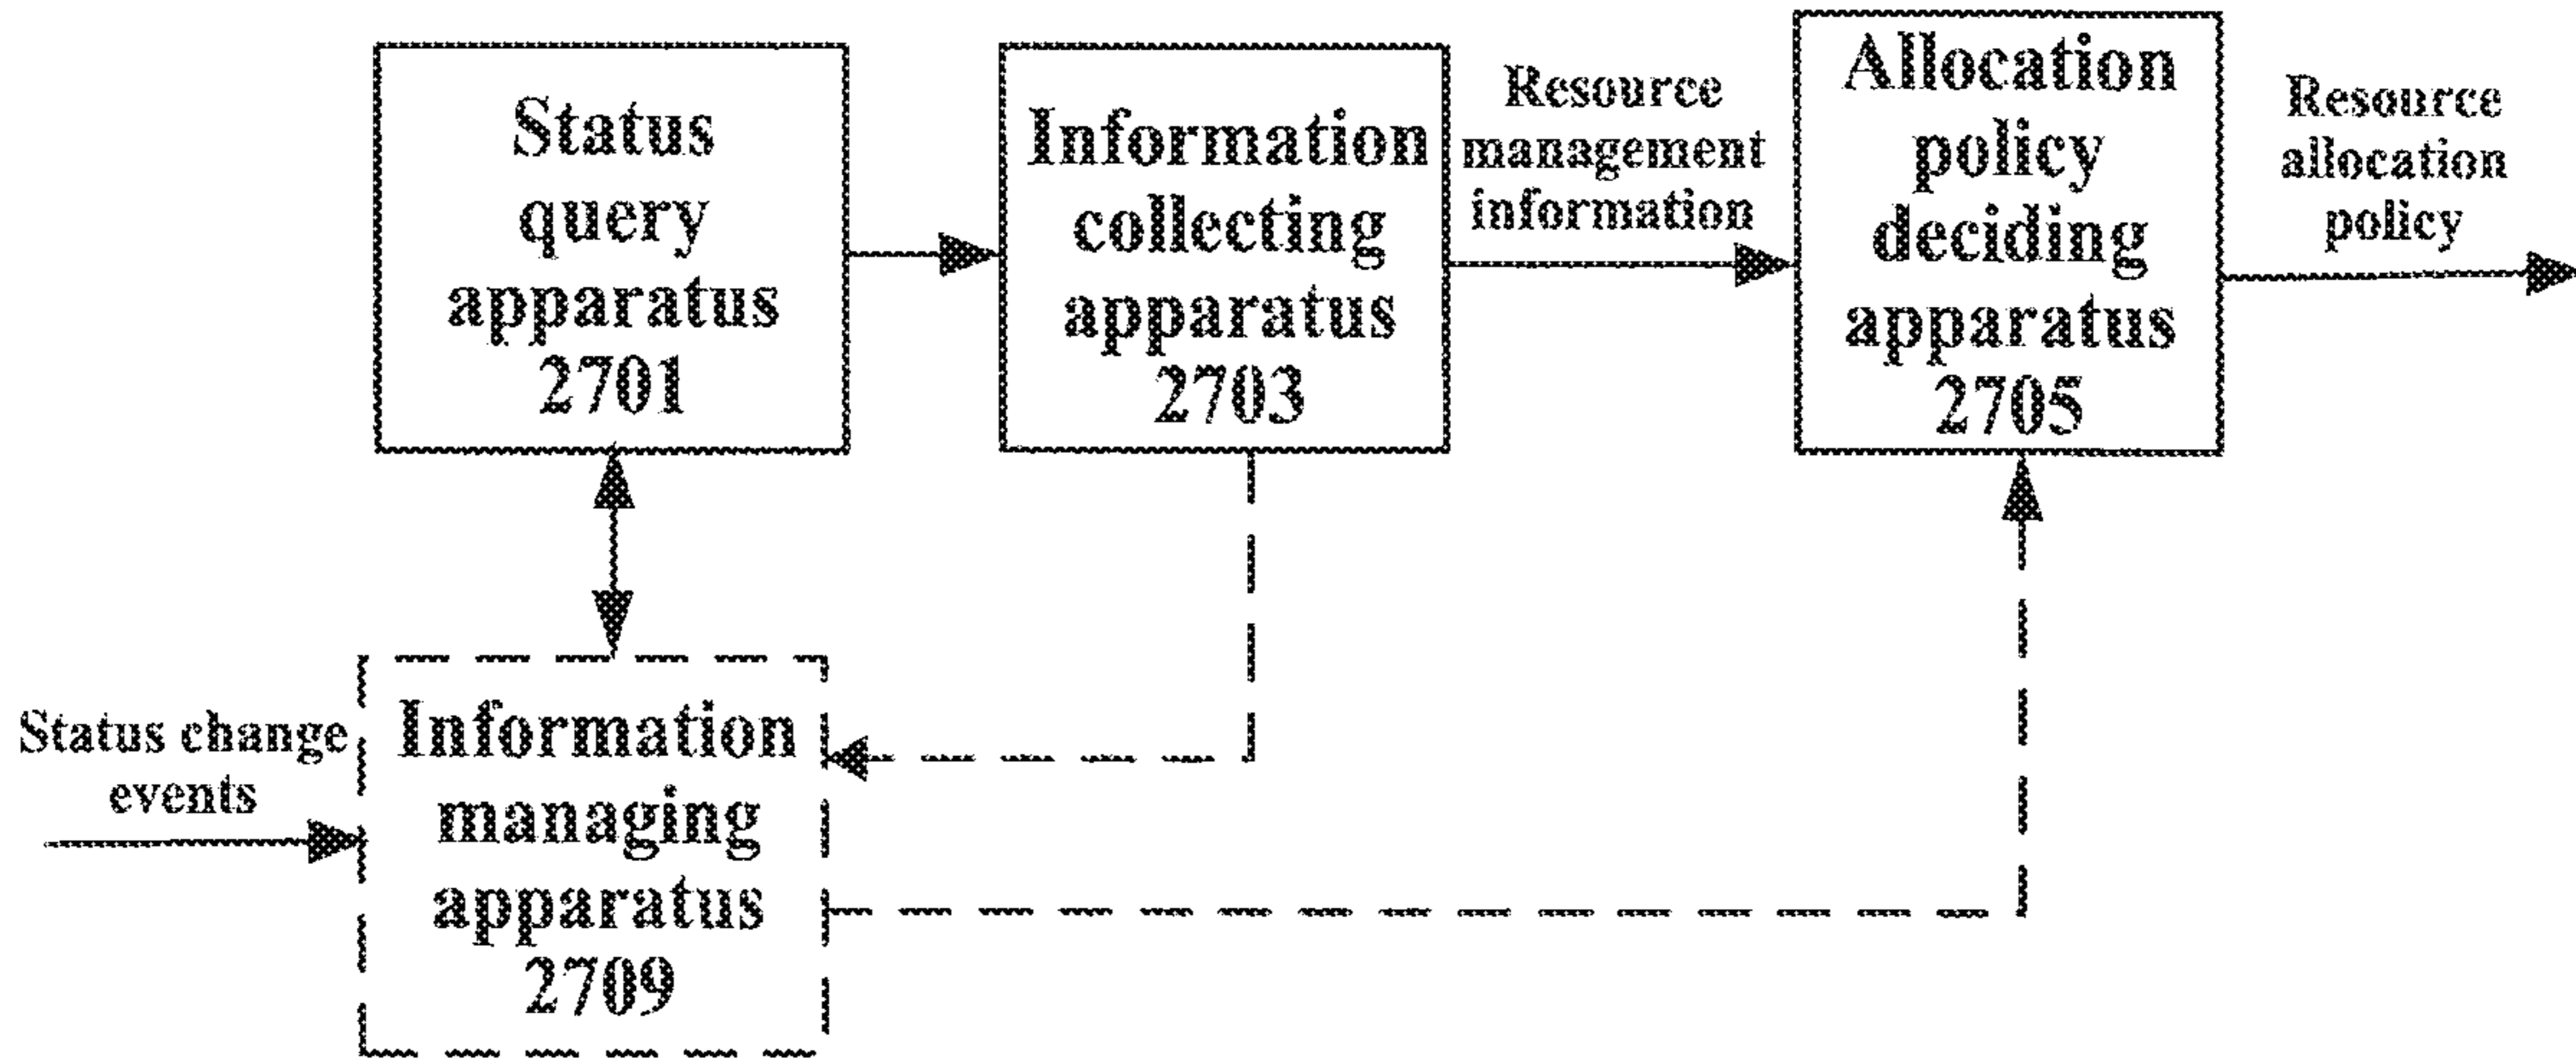 Status
query
apparatus
2701
Information
collecting
apparatus
2703
Resource
management
information
Allocation
policy
deciding
apparatus
2705
Resource
allocation
policy
Status change
events
Information
managing
apparatus
2709